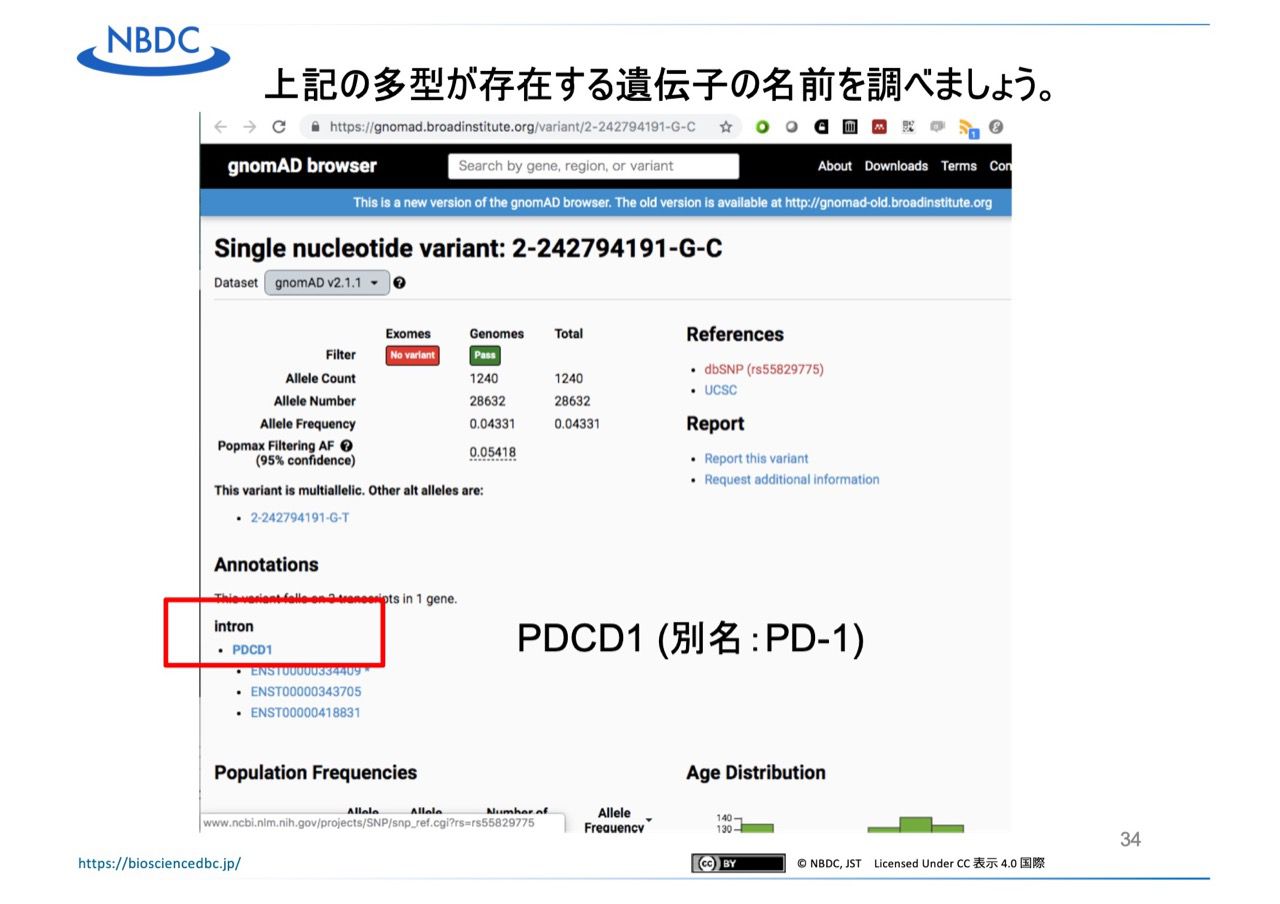 NBDC
上記の多型が存在する遺伝子の名前を調べましょう。
https://gnomad.broadinstitute.org/variant/2-242794191-G-C
gnomAD browser
Search by gene, region, or variant
About Downloads Terms Con
This is a new version of the gnomAD browser. The old version is available at http://gnomad-old.broadinstitute.org
Single nucleotide variant: 2-242794191-G-C
Dataset gnomAD v2.1.1
Exomes Genomes Total
Filter No variant Pass
Allele Count 1240 1240
Allele Number 28632 28632
Allele Frequency 0.04331 0.04331
Popmax Filtering AF
(95% confidence) 0.05418
This variant is multiallelic. Other alt alleles are:
• 2-242794191-G-T
References
• dbSNP (rs55829775)
• UCSC
Report
• Report this variant
• Request additional information
Annotations
This variant falls on 3 transcripts in 1 gene.
intron
• PDCD1
• ENST00000334409 *
• ENST00000343705
• ENST00000418831
PDCD1 (別名：PD-1)
Population Frequencies
Allele Allele Number of Allele
Frequency
www.ncbi.nlm.nih.gov/projects/SNP/snp_ref.cgi?rs=rs55829775
Age Distribution
140
130
34
https://biosciencedbc.jp/
cc BY
© NBDC, JST Licensed Under CC 表示 4.0 国際